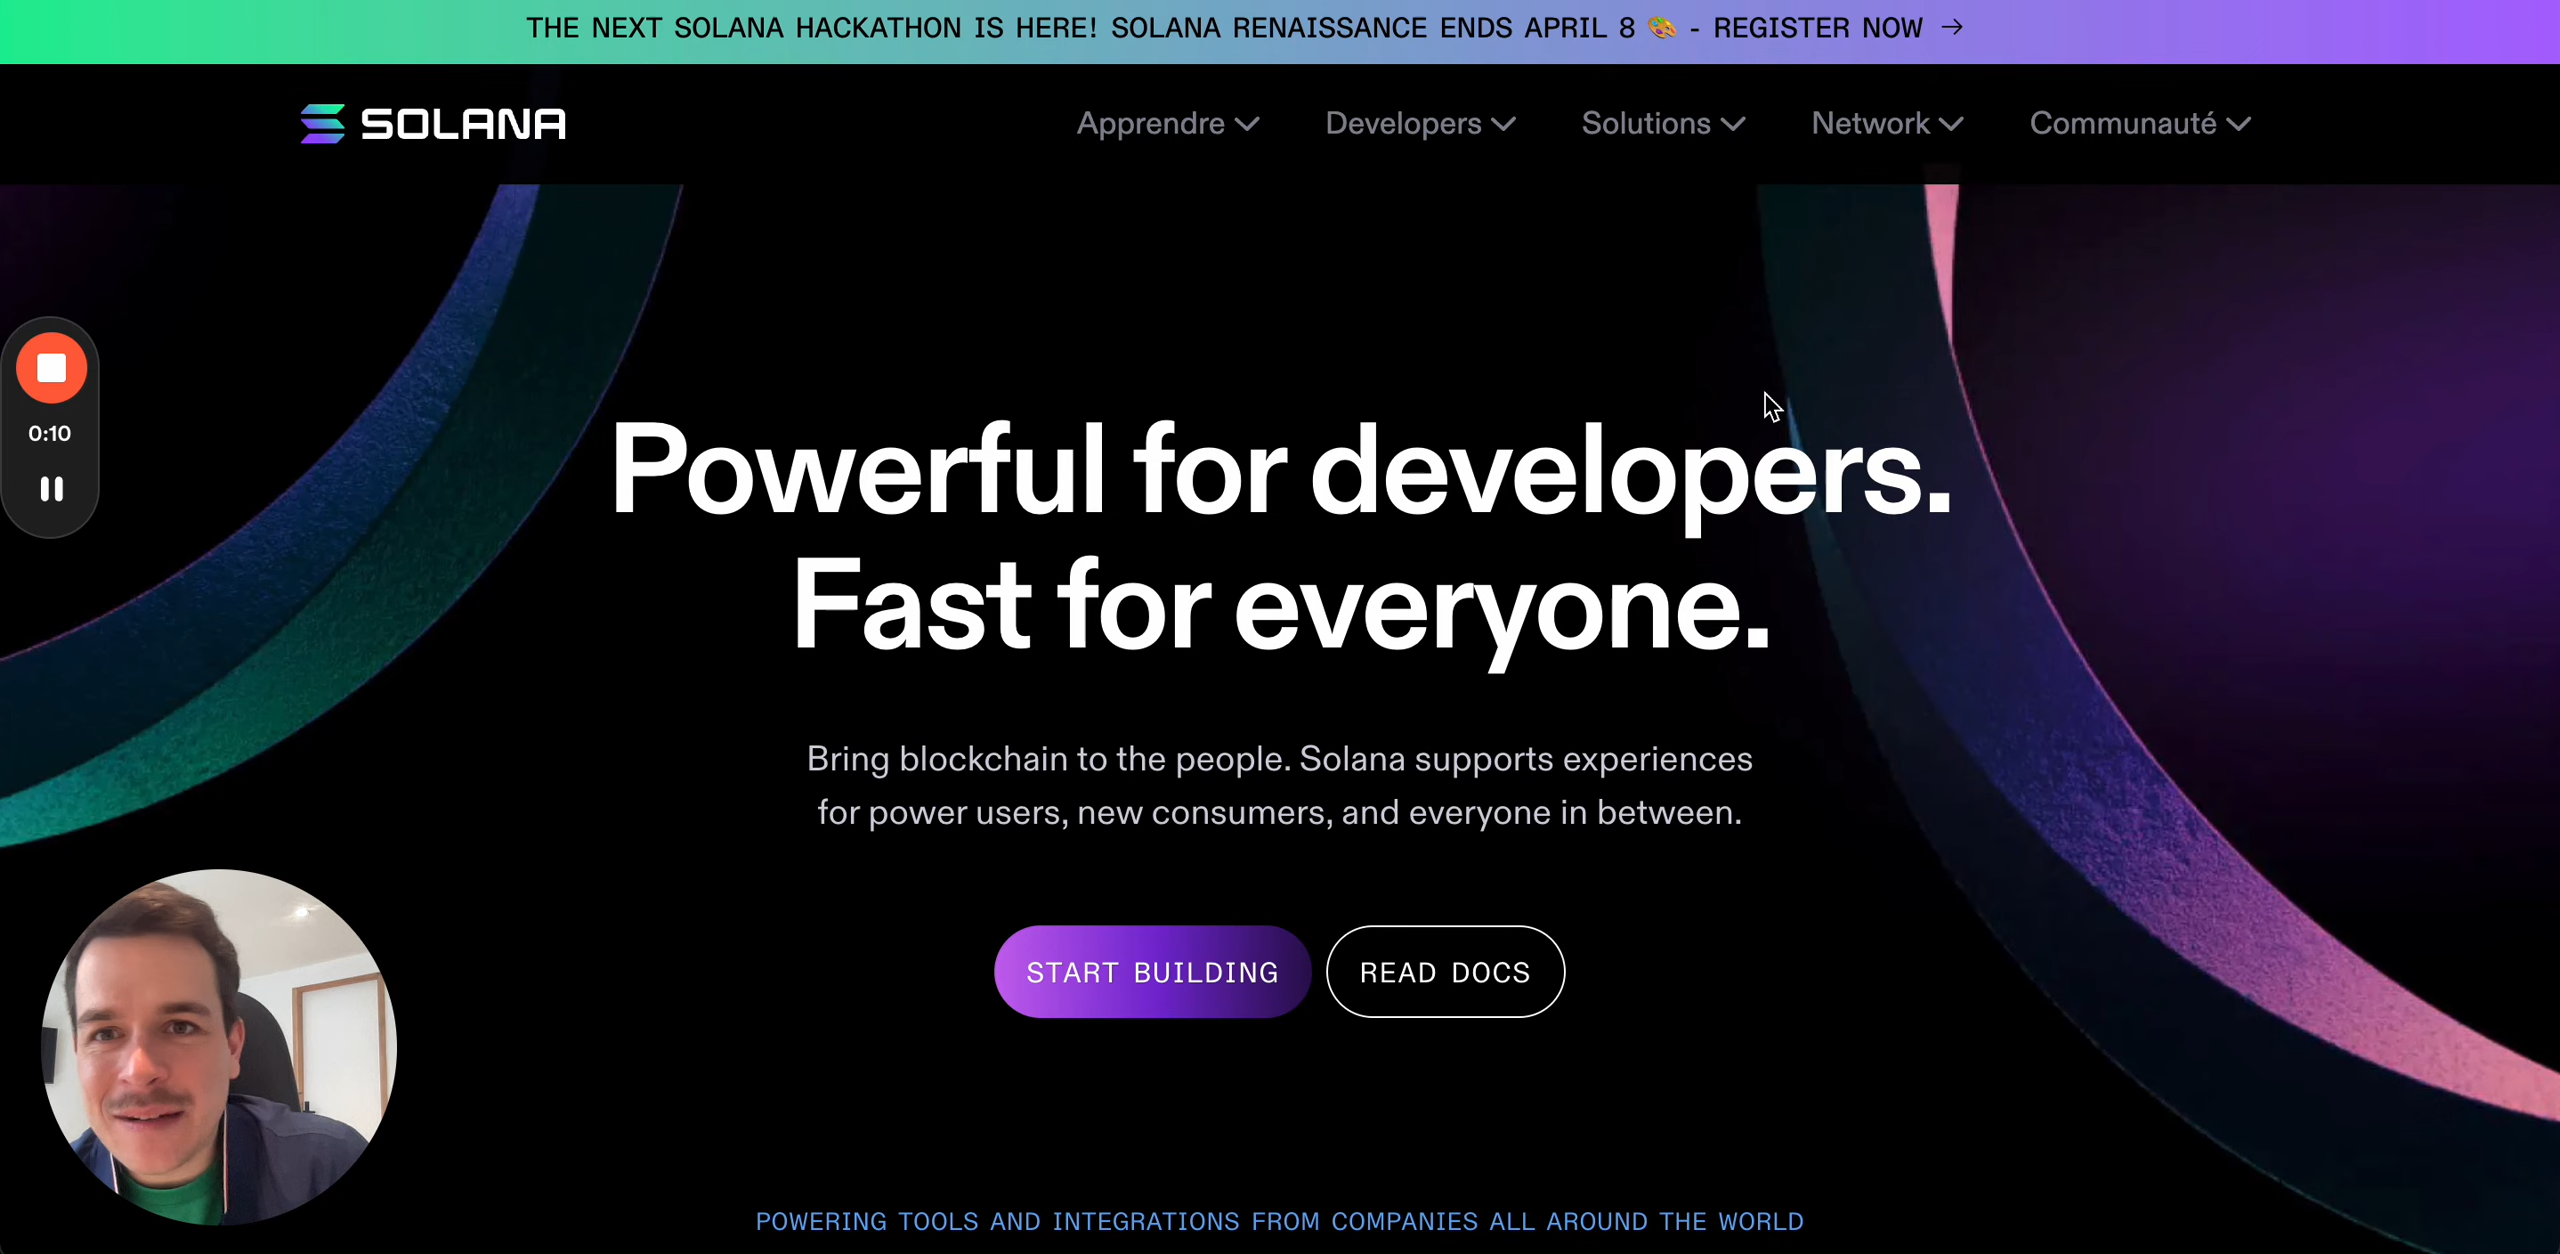 THE NEXT SOLANA HACKATHON IS HERE! SOLANA RENAISSANCE ENDS APRIL 8 🎨 - REGISTER NOW →
SOLANA
Apprendre
Developers
Solutions
Network
Communauté
0:10
Powerful for developers.
Fast for everyone.
Bring blockchain to the people. Solana supports experiences
for power users, new consumers, and everyone in between.
START BUILDING
READ DOCS
POWERING TOOLS AND INTEGRATIONS FROM COMPANIES ALL AROUND THE WORLD